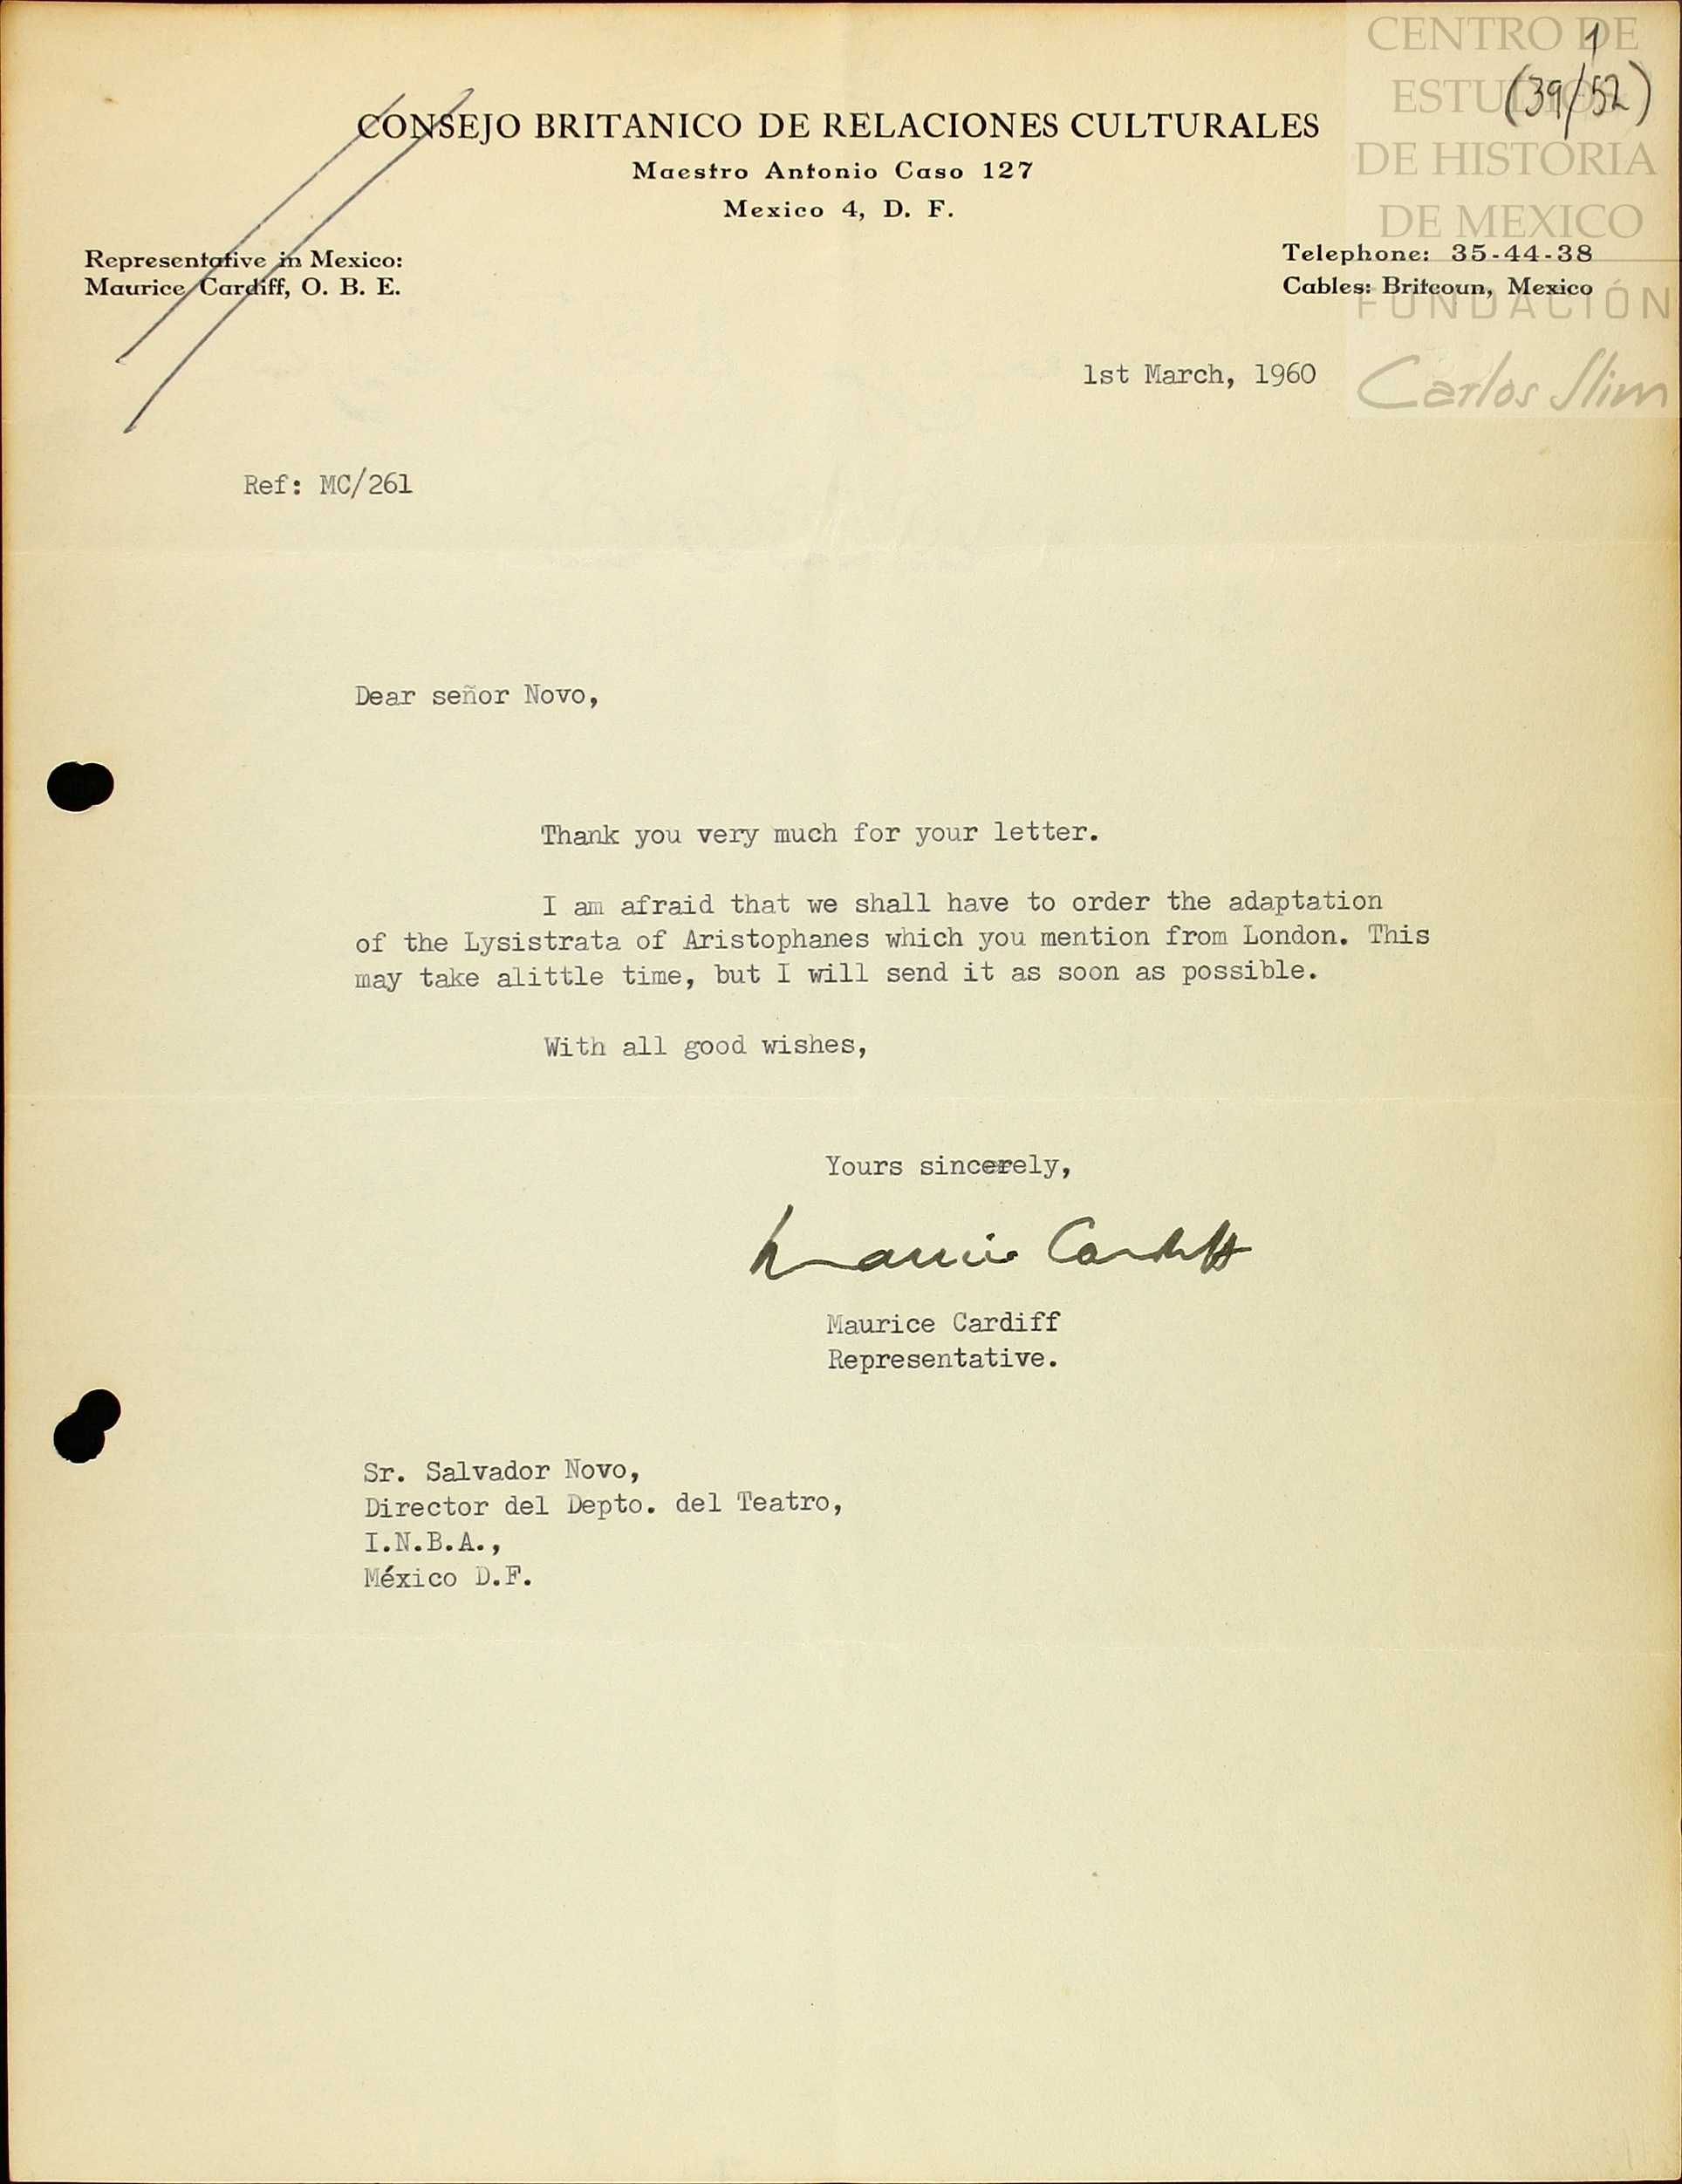 CENTRO DE
ESTUDIOS
DE HISTORIA
DE MEXICO
FUNDACIÓN
Carlos Slim
1
(39/52)
CONSEJO BRITANICO DE RELACIONES CULTURALES
Maestro Antonio Caso 127
Mexico 4, D. F.
Representative in Mexico:
Maurice Cardiff, O. B. E.
Telephone: 35-44-38
Cables: Britcoun, Mexico
1st March, 1960
Ref: MC/261
Dear señor Novo,
Thank you very much for your letter.
I am afraid that we shall have to order the adaptation
of the Lysistrata of Aristophanes which you mention from London. This
may take alittle time, but I will send it as soon as possible.
With all good wishes,
Yours sincerely,
Maurice Cardiff
Maurice Cardiff
Representative.
Sr. Salvador Novo,
Director del Depto. del Teatro,
I.N.B.A.,
México D.F.